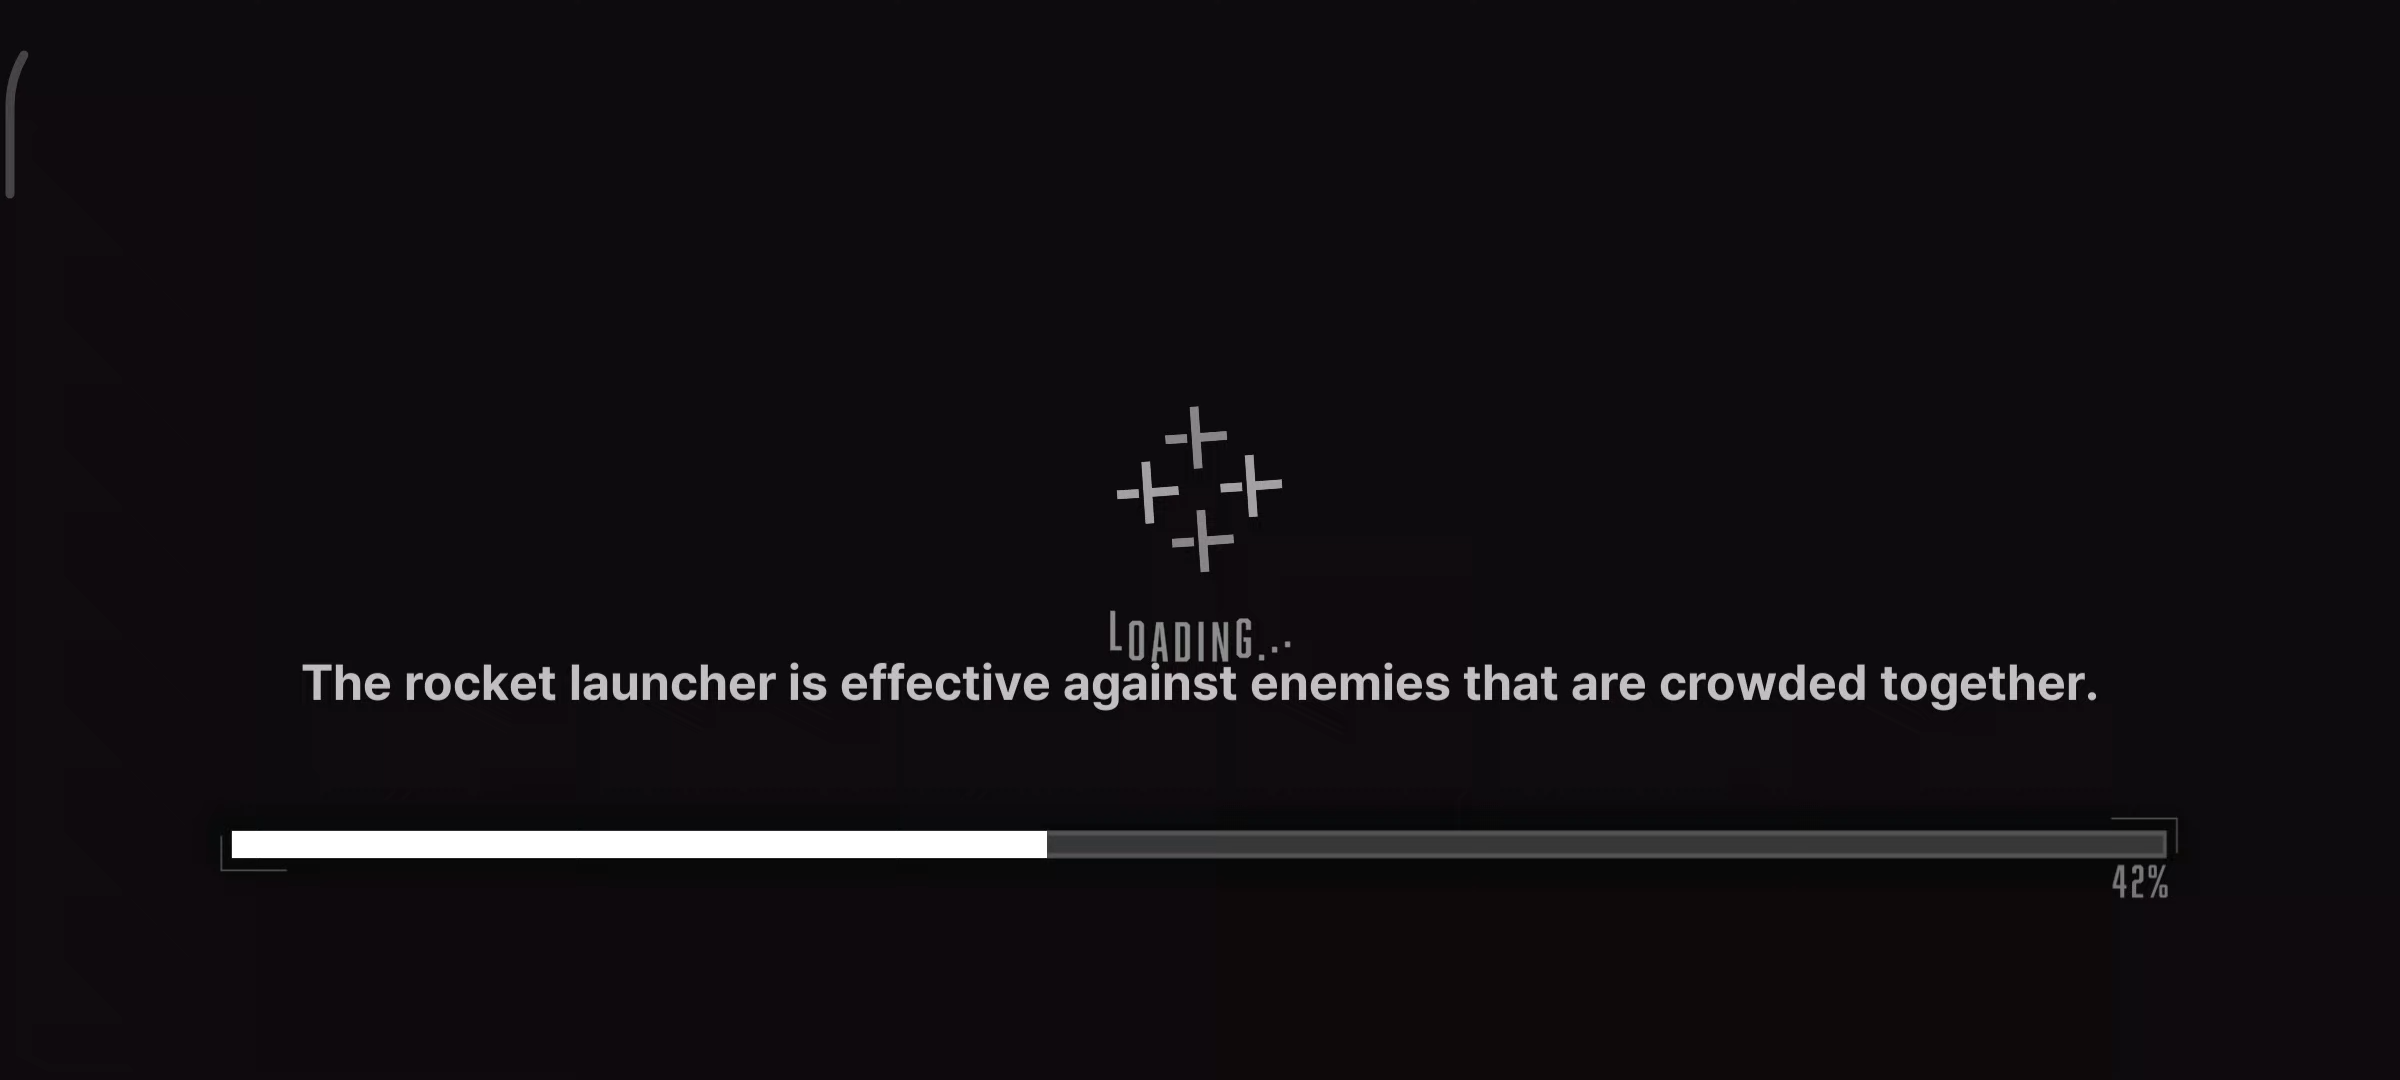 LOADING...
The rocket launcher is effective against enemies that are crowded together.
42%